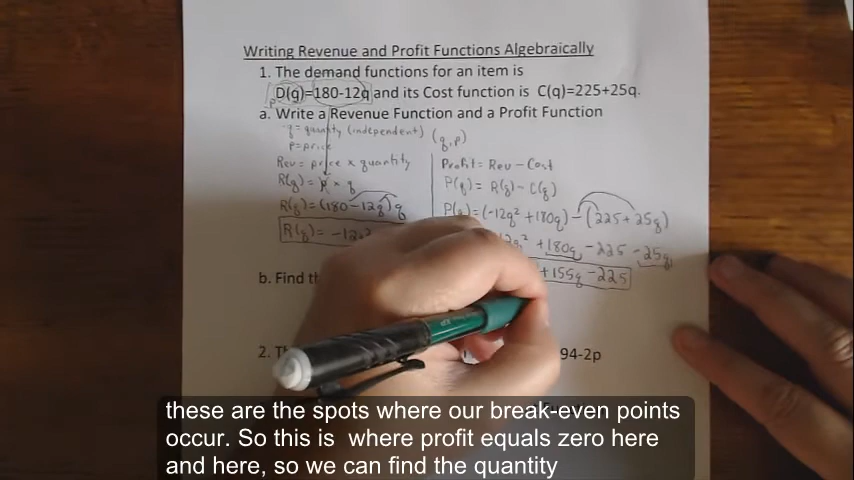 Writing Revenue and Profit Functions Algebraically
1. The demand functions for an item is
D(q)=180-12q and its Cost function is C(q)=225+25q.
p
a. Write a Revenue Function and a Profit Function
q = quantity (independent) (q,p)
p=price
Rev = price × quantity
R(q) = p × q
R(q) = (180-12q)q
R(q) = -12q²
Profit = Rev - Cost
P(q) = R(q) - C(q)
P(q) = (-12q² + 180q) - (225+25q)
12q² + 180q - 225 - 25q
+155q - 225
b. Find th
2. Th
94-2p
these are the spots where our break-even points
occur. So this is where profit equals zero here
and here, so we can find the quantity